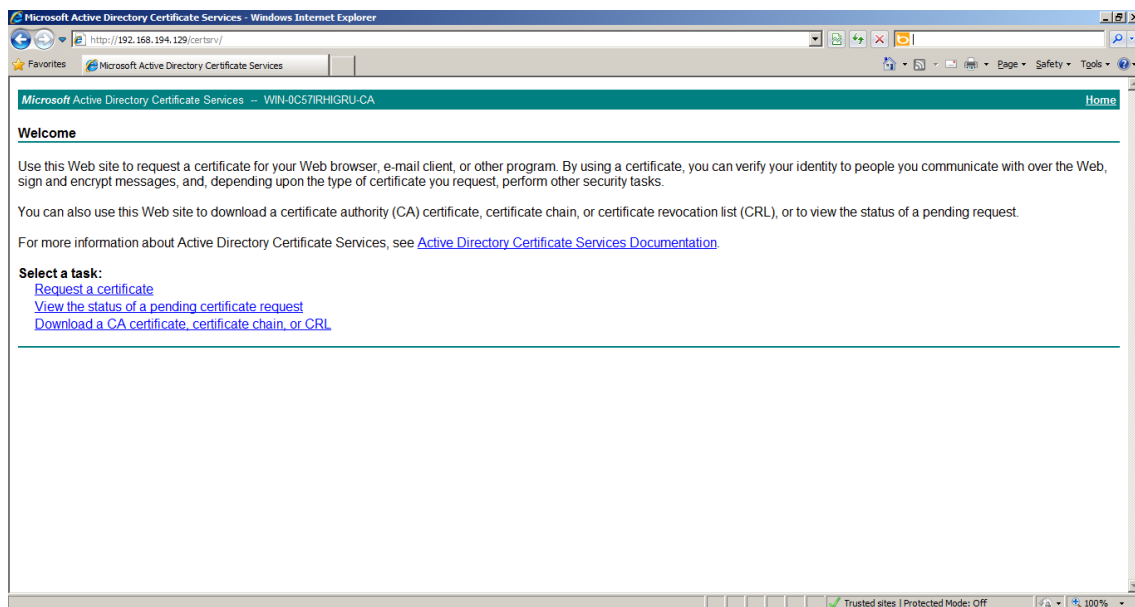 Microsoft Active Directory Certificate Services - Windows Internet Explorer
http://192.168.194.129/certsrv/
Favorites Microsoft Active Directory Certificate Services Page Safety Tools
Microsoft Active Directory Certificate Services -- WIN-0C57IRHIGRU-CA Home
Welcome
Use this Web site to request a certificate for your Web browser, e-mail client, or other program. By using a certificate, you can verify your identity to people you communicate with over the Web,
sign and encrypt messages, and, depending upon the type of certificate you request, perform other security tasks.
You can also use this Web site to download a certificate authority (CA) certificate, certificate chain, or certificate revocation list (CRL), or to view the status of a pending request.
For more information about Active Directory Certificate Services, see Active Directory Certificate Services Documentation.
Select a task:
Request a certificate
View the status of a pending certificate request
Download a CA certificate, certificate chain, or CRL
Trusted sites | Protected Mode: Off 100%